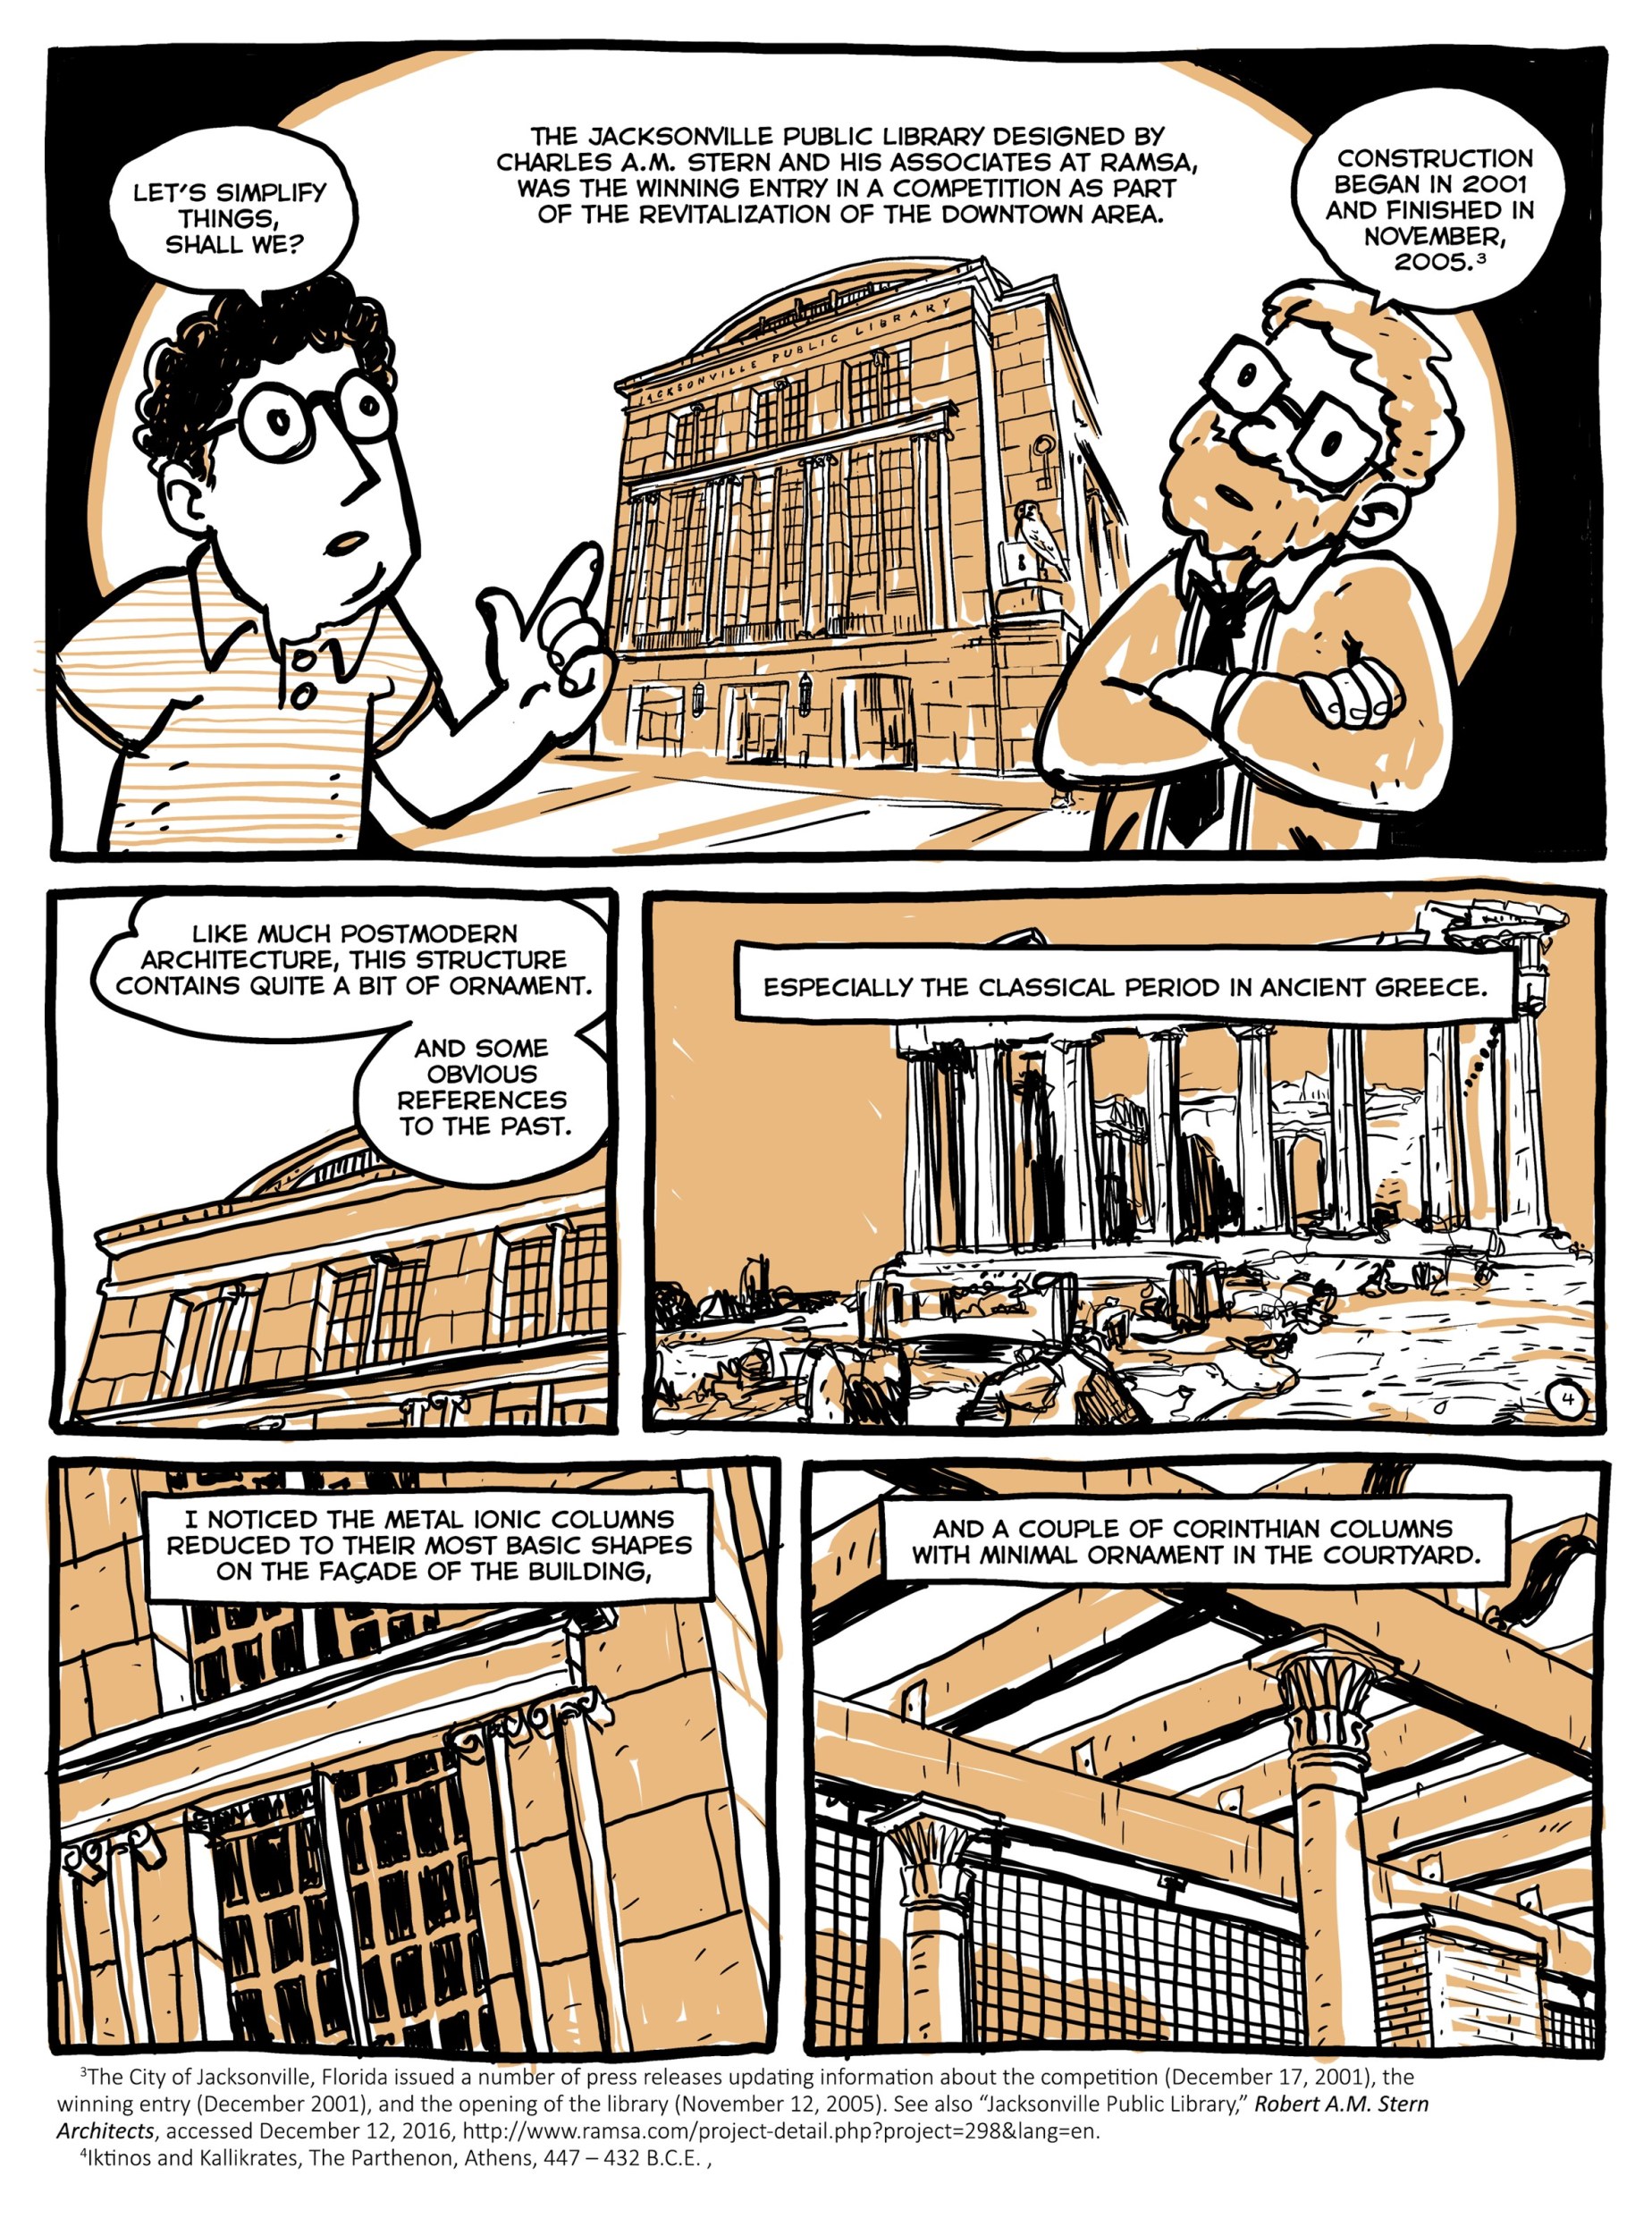 LET'S SIMPLIFY
THINGS,
SHALL WE?
THE JACKSONVILLE PUBLIC LIBRARY DESIGNED BY
CHARLES A.M. STERN AND HIS ASSOCIATES AT RAMSA,
WAS THE WINNING ENTRY IN A COMPETITION AS PART
OF THE REVITALIZATION OF THE DOWNTOWN AREA.
CONSTRUCTION
BEGAN IN 2001
AND FINISHED IN
NOVEMBER,
2005.³
JACKSONVILLE PUBLIC LIBRARY
LIKE MUCH POSTMODERN
ARCHITECTURE, THIS STRUCTURE
CONTAINS QUITE A BIT OF ORNAMENT.
AND SOME
OBVIOUS
REFERENCES
TO THE PAST.
ESPECIALLY THE CLASSICAL PERIOD IN ANCIENT GREECE.
4
I NOTICED THE METAL IONIC COLUMNS
REDUCED TO THEIR MOST BASIC SHAPES
ON THE FAÇADE OF THE BUILDING,
AND A COUPLE OF CORINTHIAN COLUMNS
WITH MINIMAL ORNAMENT IN THE COURTYARD.
³The City of Jacksonville, Florida issued a number of press releases updating information about the competition (December 17, 2001), the
winning entry (December 2001), and the opening of the library (November 12, 2005). See also “Jacksonville Public Library,” Robert A.M. Stern
Architects, accessed December 12, 2016, http://www.ramsa.com/project-detail.php?project=298&lang=en.
⁴Iktinos and Kallikrates, The Parthenon, Athens, 447 – 432 B.C.E. ,